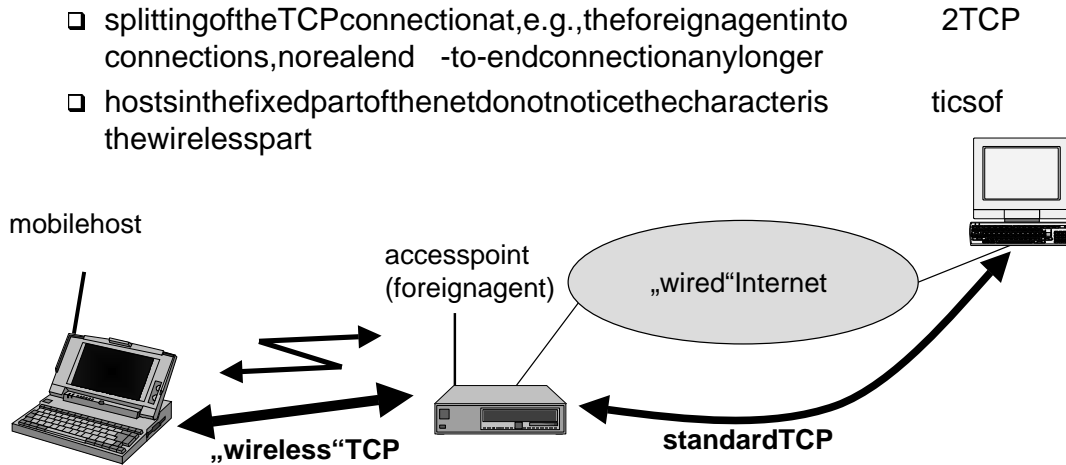 splittingoftheTCPconnectionat,e.g.,theforeignagentinto 2TCP
connections,norealend -to-endconnectionanylonger
hostsinthefixedpartofthenetdonotnoticethecharacteris ticsof
thewirelesspart
mobilehost
accesspoint
(foreignagent)
„wired“Internet
„wireless“TCP
standardTCP